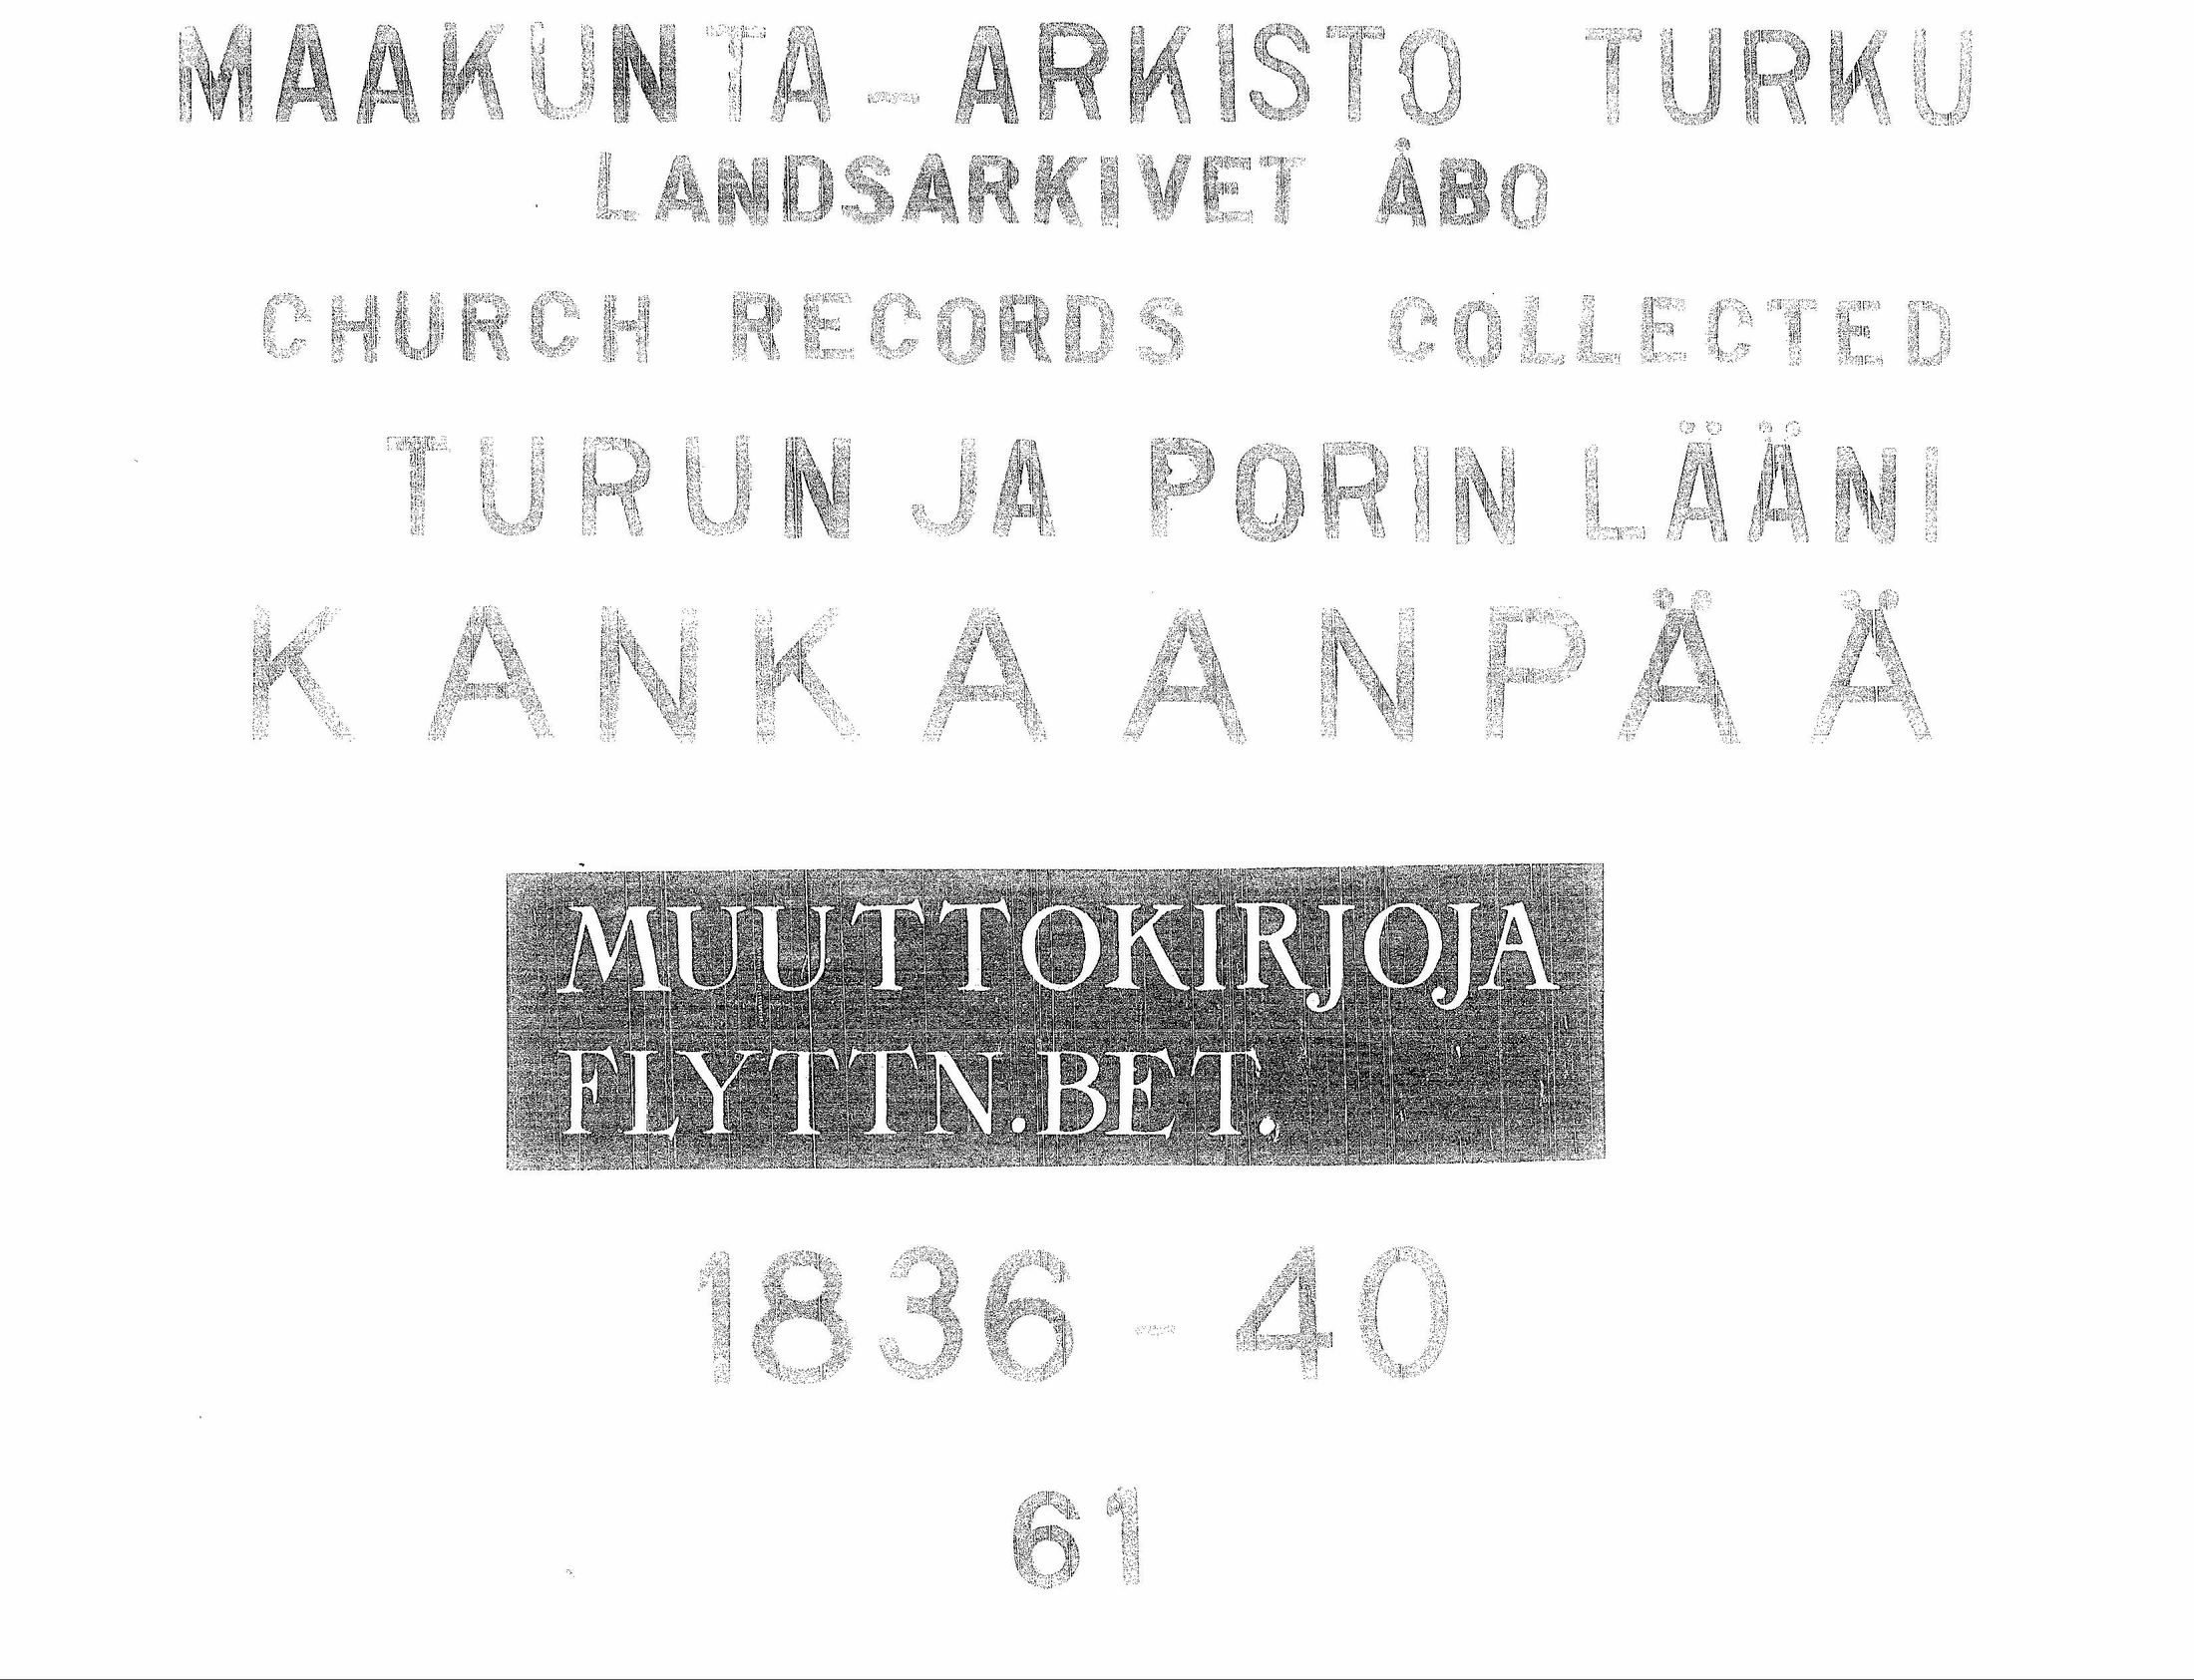 MAAKUNTA-ARKISTO TURKU
LANDSARKIVET ÅBO
CHURCH RECORDS COLLECTED
TURUN JA PORIN LÄÄNI
KANKAANPÄÄ
MUUTTOKIRJOJA
FLYTTN.BET.
1836-40
61